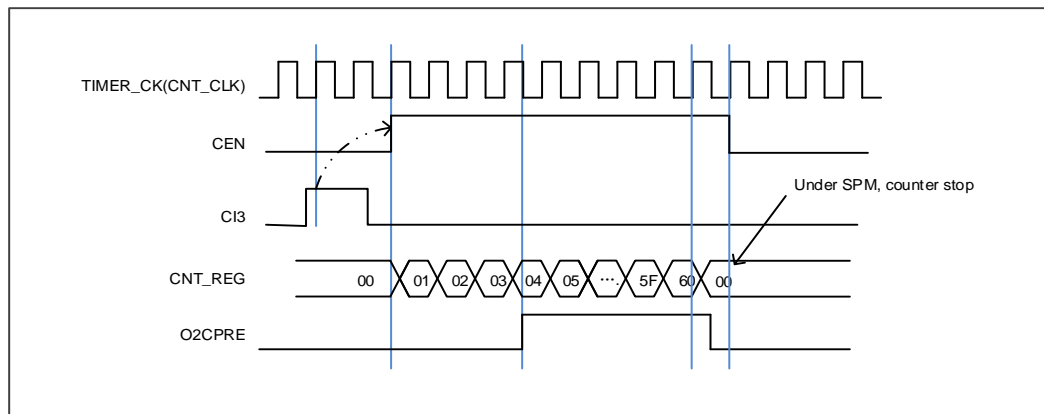 TIMER_CK(CNT_CLK)
CEN
Under SPM, counter stop
CI3
CNT_REG 00 01 02 03 04 05 ... 5F 60 00
O2CPRE